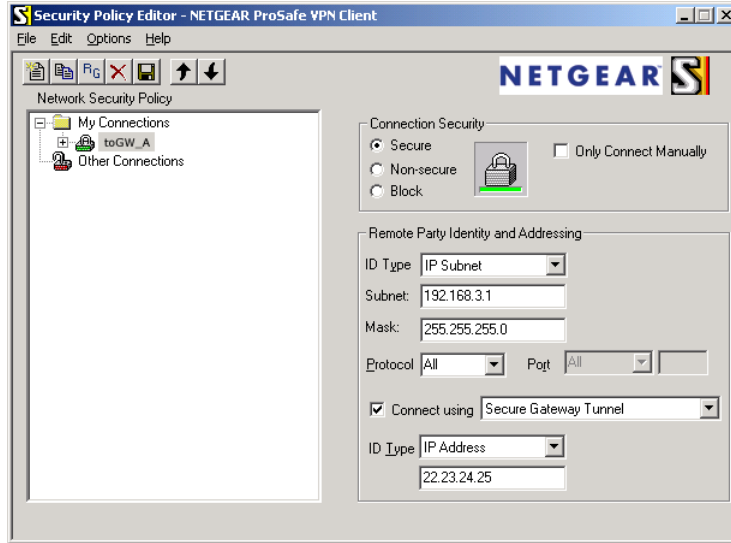 Security Policy Editor - NETGEAR ProSafe VPN Client
File Edit Options Help
RG
NETGEAR
Network Security Policy
My Connections
toGW_A
Other Connections
Connection Security
Secure
Non-secure
Block
Only Connect Manually
Remote Party Identity and Addressing
ID Type IP Subnet
Subnet: 192.168.3.1
Mask: 255.255.255.0
Protocol All Port All
Connect using Secure Gateway Tunnel
ID Type IP Address
22.23.24.25